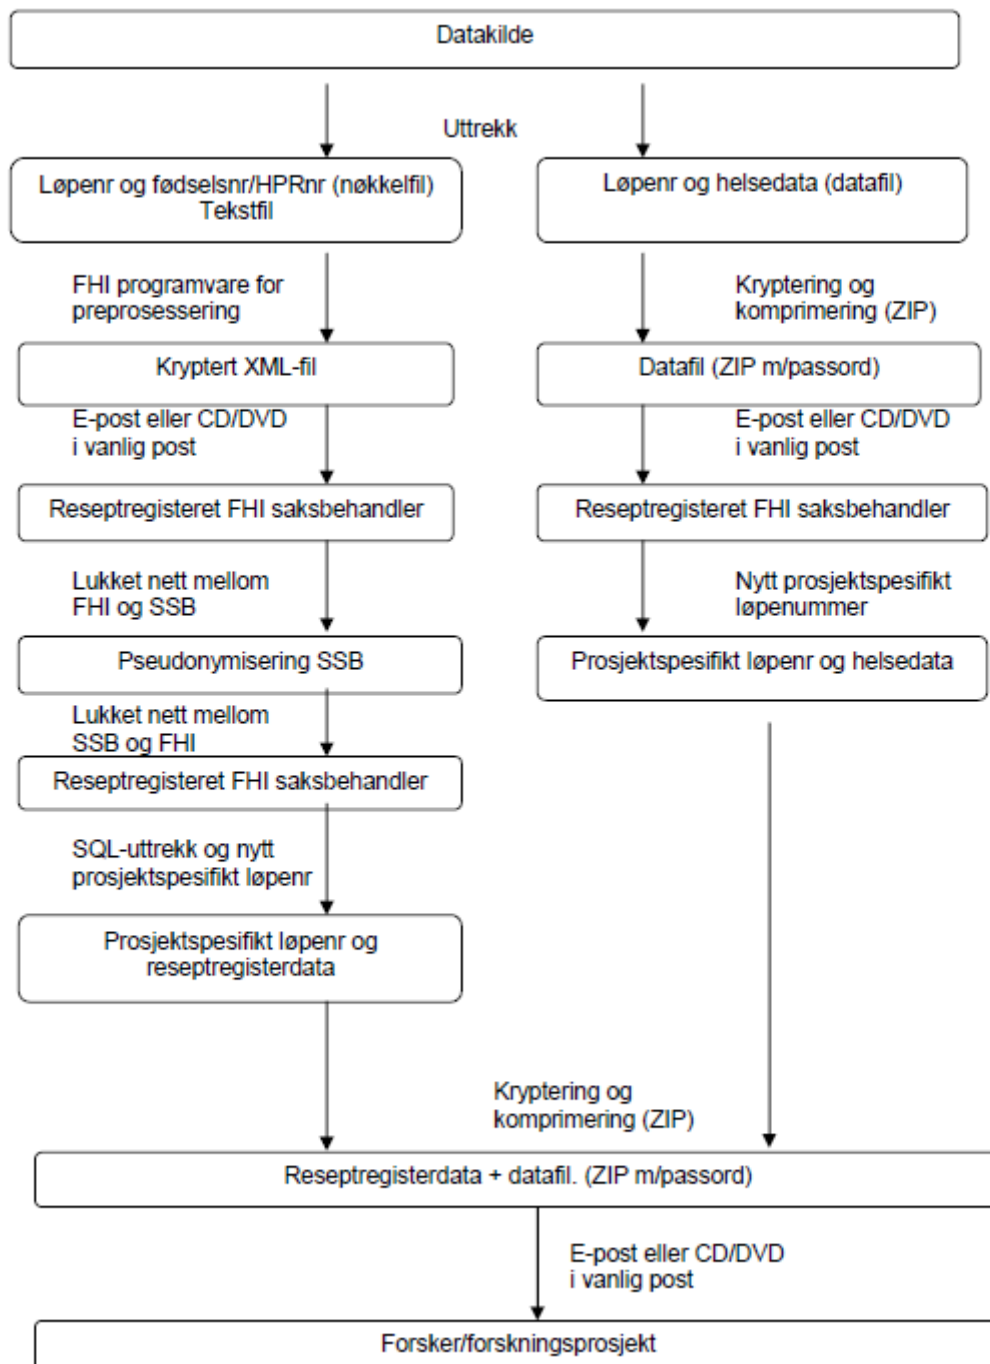 Datakilde
Uttrekk
Løpenr og fødselsnr/HPRnr (nøkkelfil)
Tekstfil
Løpenr og helsedata (datafil)
FHI programvare for
preprosessering
Kryptering og
komprimering (ZIP)
Kryptert XML-fil
Datafil (ZIP m/passord)
E-post eller CD/DVD
i vanlig post
E-post eller CD/DVD
i vanlig post
Reseptregisteret FHI saksbehandler
Reseptregisteret FHI saksbehandler
Lukket nett mellom
FHI og SSB
Nytt prosjektspesifikt
løpenummer
Pseudonymisering SSB
Prosjektspesifikt løpenr og helsedata
Lukket nett mellom
SSB og FHI
Reseptregisteret FHI saksbehandler
SQL-uttrekk og nytt
prosjektspesifikt løpenr
Prosjektspesifikt løpenr og
reseptregisterdata
Kryptering og
komprimering (ZIP)
Reseptregisterdata + datafil. (ZIP m/passord)
E-post eller CD/DVD
i vanlig post
Forsker/forskningsprosjekt